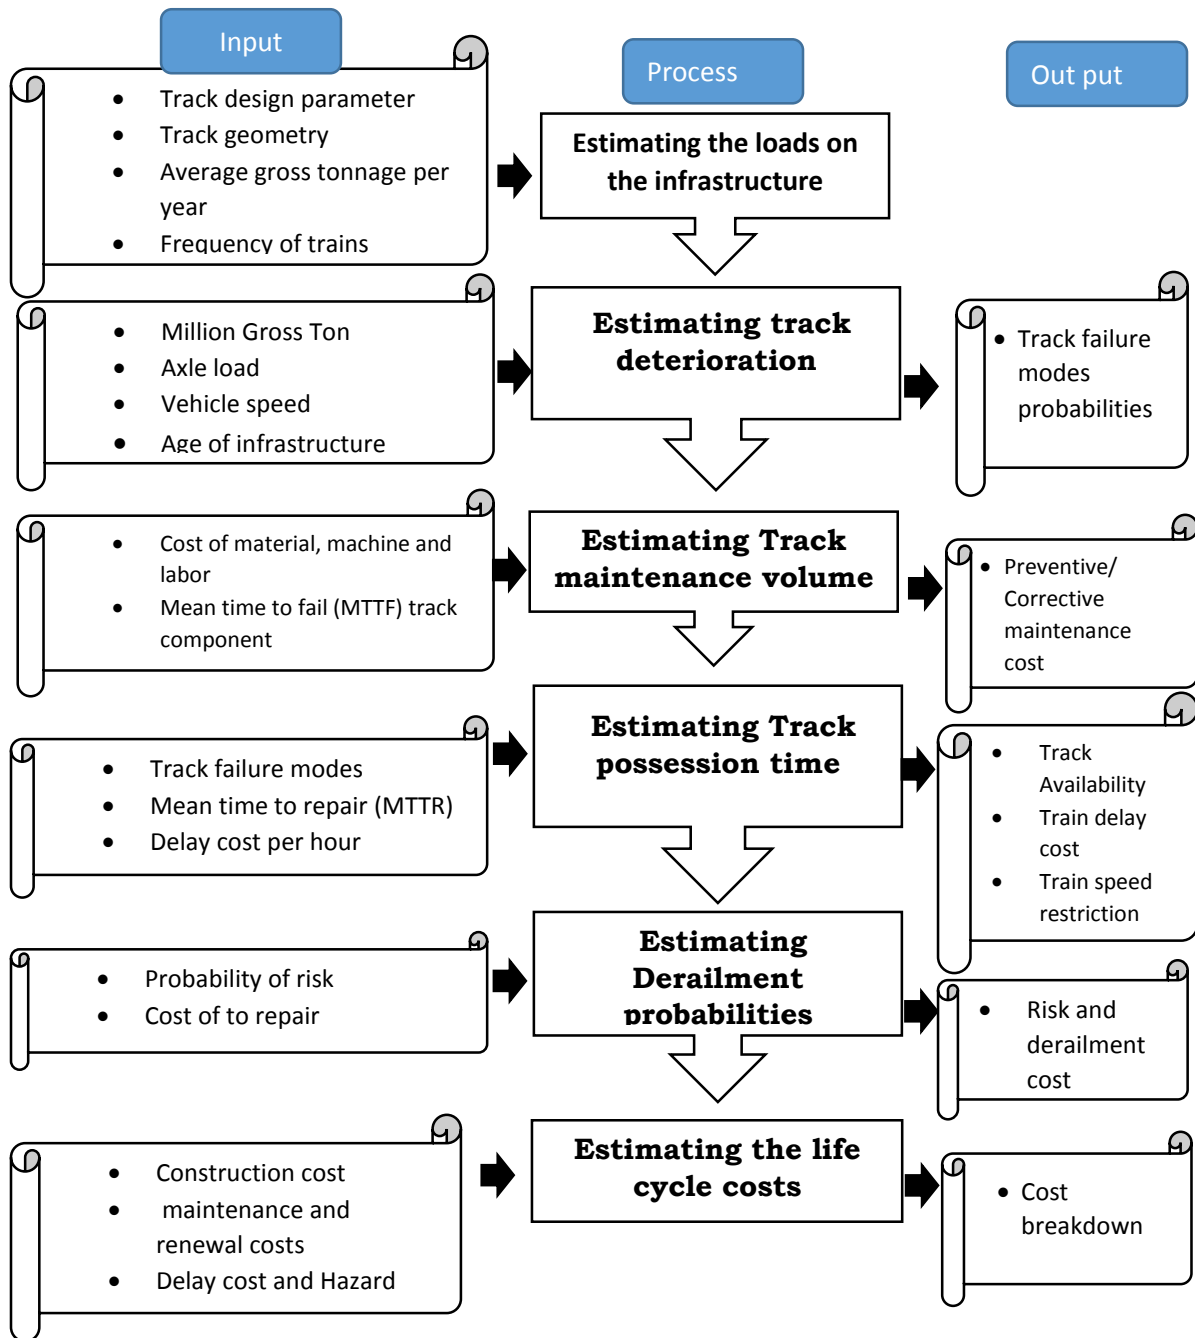 Input
Process
Out put
• Track design parameter
• Track geometry
• Average gross tonnage per
year
• Frequency of trains
Estimating the loads on
the infrastructure
• Million Gross Ton
• Axle load
• Vehicle speed
• Age of infrastructure
Estimating track
deterioration
• Track failure
modes
probabilities
• Cost of material, machine and
labor
• Mean time to fail (MTTF) track
component
Estimating Track
maintenance volume
• Preventive/
Corrective
maintenance
cost
• Track failure modes
• Mean time to repair (MTTR)
• Delay cost per hour
Estimating Track
possession time
• Track
Availability
• Train delay
cost
• Train speed
restriction
• Probability of risk
• Cost of to repair
Estimating
Derailment
probabilities
• Risk and
derailment
cost
• Construction cost
• maintenance and
renewal costs
• Delay cost and Hazard
Estimating the life
cycle costs
• Cost
breakdown